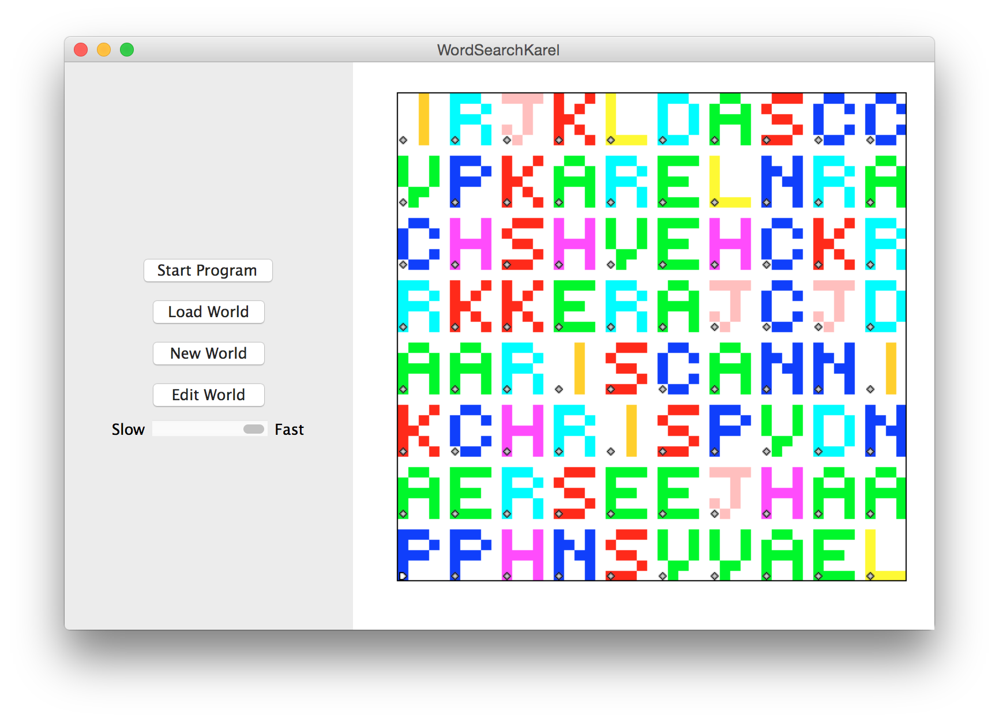 WordSearchKarel
Start Program
Load World
New World
Edit World
Slow Fast
I R J K L D A S C C
Y P K A R E L N R A
C H S H Y E H C K R
R K K E R A J C J D
A A R I S C A N N I
K C H R I S P Y D N
A E R S E E J H A A
P P H N S Y Y A E L